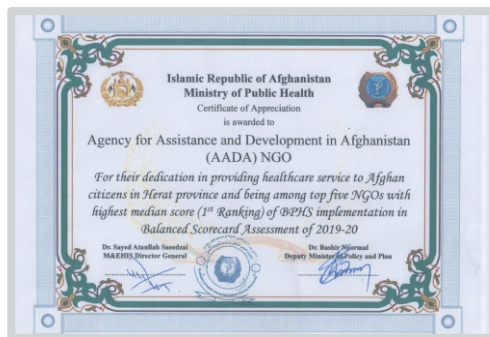 Islamic Republic of Afghanistan
Ministry of Public Health
Certificate of Appreciation
is awarded to
Agency for Assistance and Development in Afghanistan
(AADA) NGO
For their dedication in providing healthcare service to Afghan
citizens in Herat province and being among top five NGOs with
highest median score (1st Ranking) of BPHS implementation in
Balanced Scorecard Assessment of 2019-20
Dr. Sayed Ataullah Saeedzai
M&EHIS Director General
Dr. Bashir Noormal
Deputy Minister of Policy and Plan